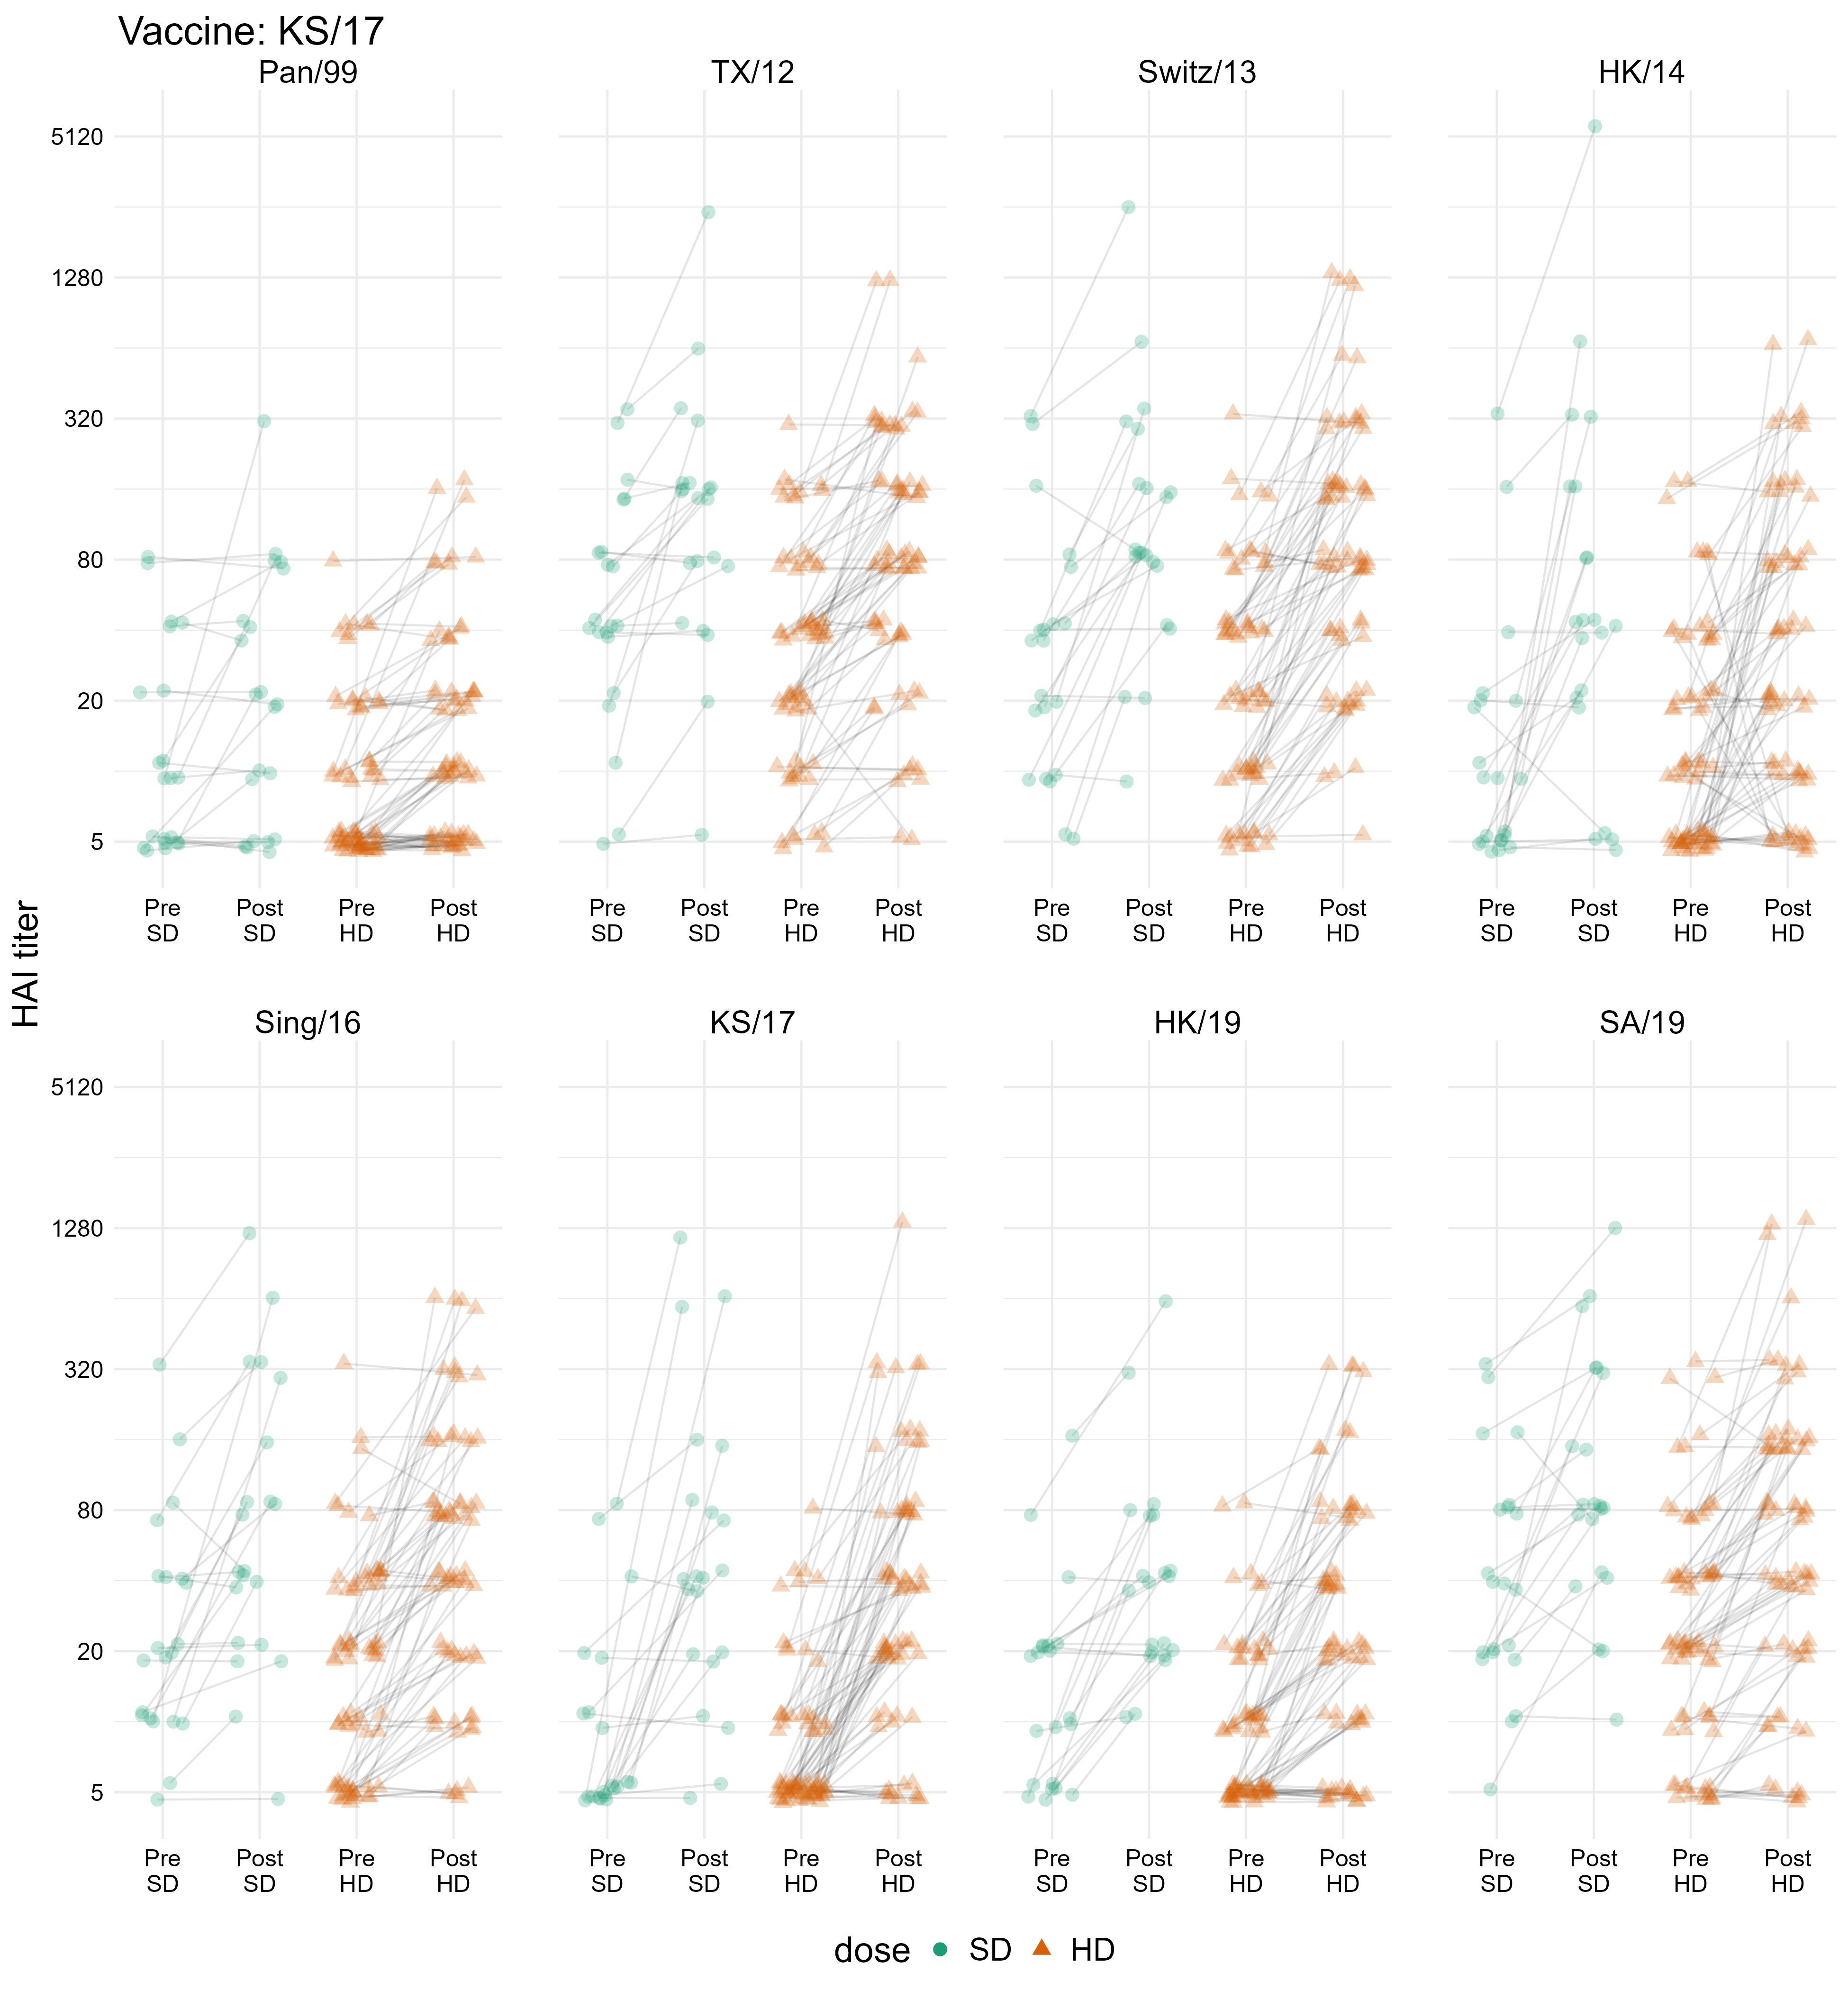 Vaccine: KS/17
Pan/99 TX/12 Switz/13 HK/14
5120
1280
320
80
20
5
Pre Post Pre Post Pre Post Pre Post Pre Post Pre Post Pre Post Pre Post
SD SD HD HD SD SD HD HD SD SD HD HD SD SD HD HD
HAI titer
Sing/16 KS/17 HK/19 SA/19
5120
1280
320
80
20
5
Pre Post Pre Post Pre Post Pre Post Pre Post Pre Post Pre Post Pre Post
SD SD HD HD SD SD HD HD SD SD HD HD SD SD HD HD
dose SD HD